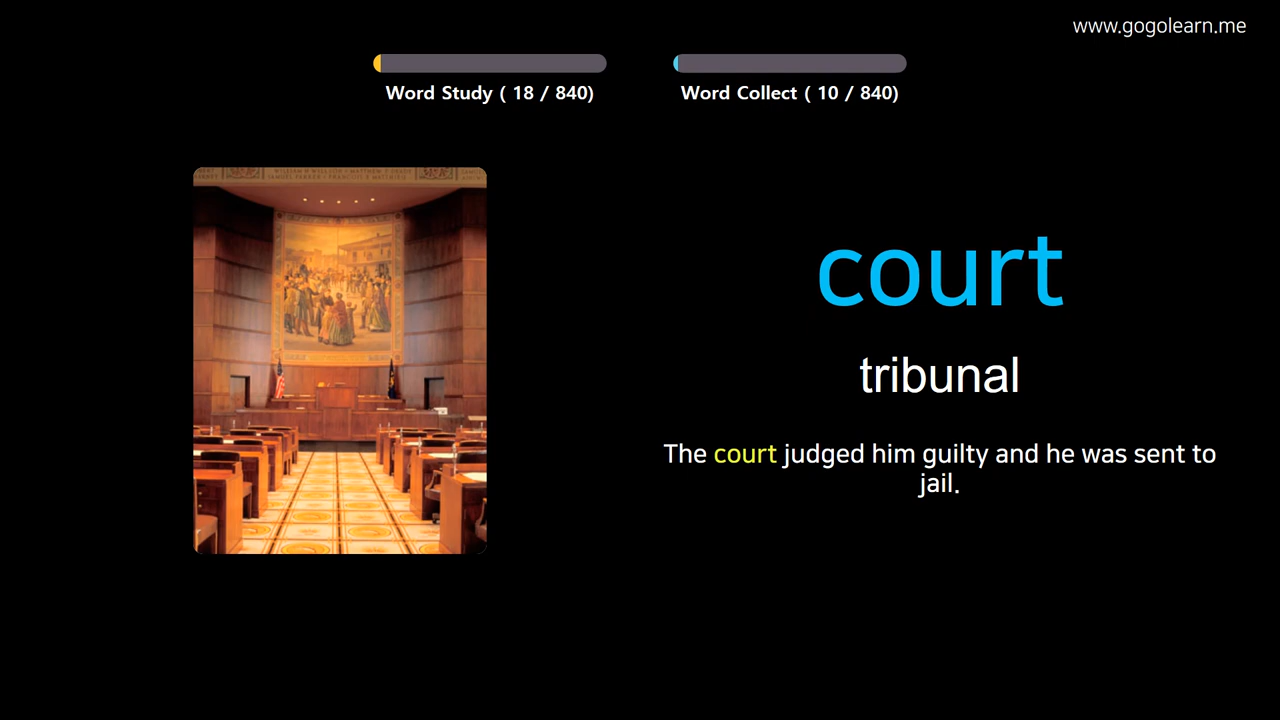 www.gogolearn.me
Word Study ( 18 / 840)
Word Collect ( 10 / 840)
court
tribunal
The court judged him guilty and he was sent to
jail.